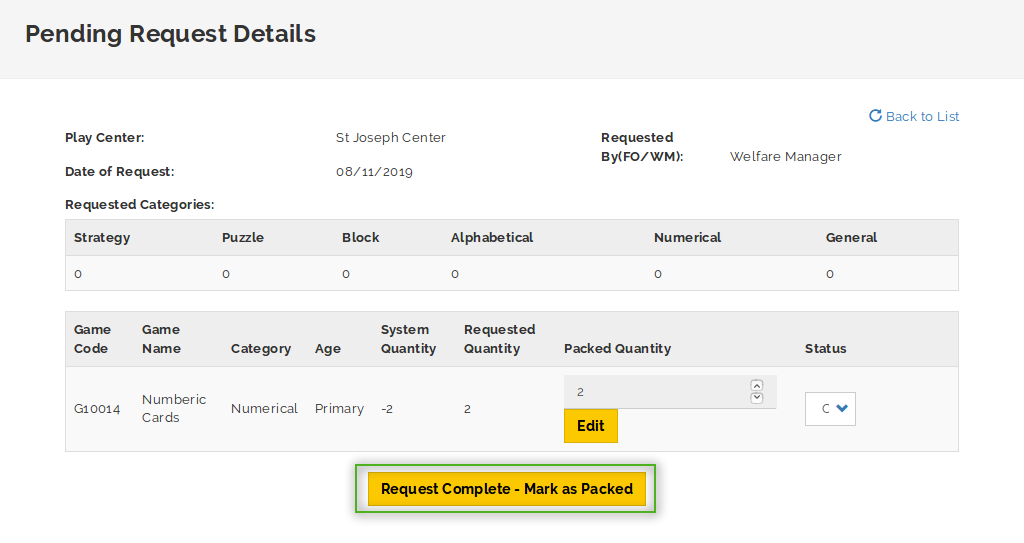 Pending Request Details
Back to List
Play Center: St Joseph Center Requested
By(FO/WM): Welfare Manager
Date of Request: 08/11/2019
Requested Categories:
Strategy Puzzle Block Alphabetical Numerical General
0 0 0 0 0 0
Game Game System Requested
Code Name Category Age Quantity Quantity Packed Quantity Status
G10014 Numberic Cards Numerical Primary -2 2 2 C
Edit
Request Complete - Mark as Packed